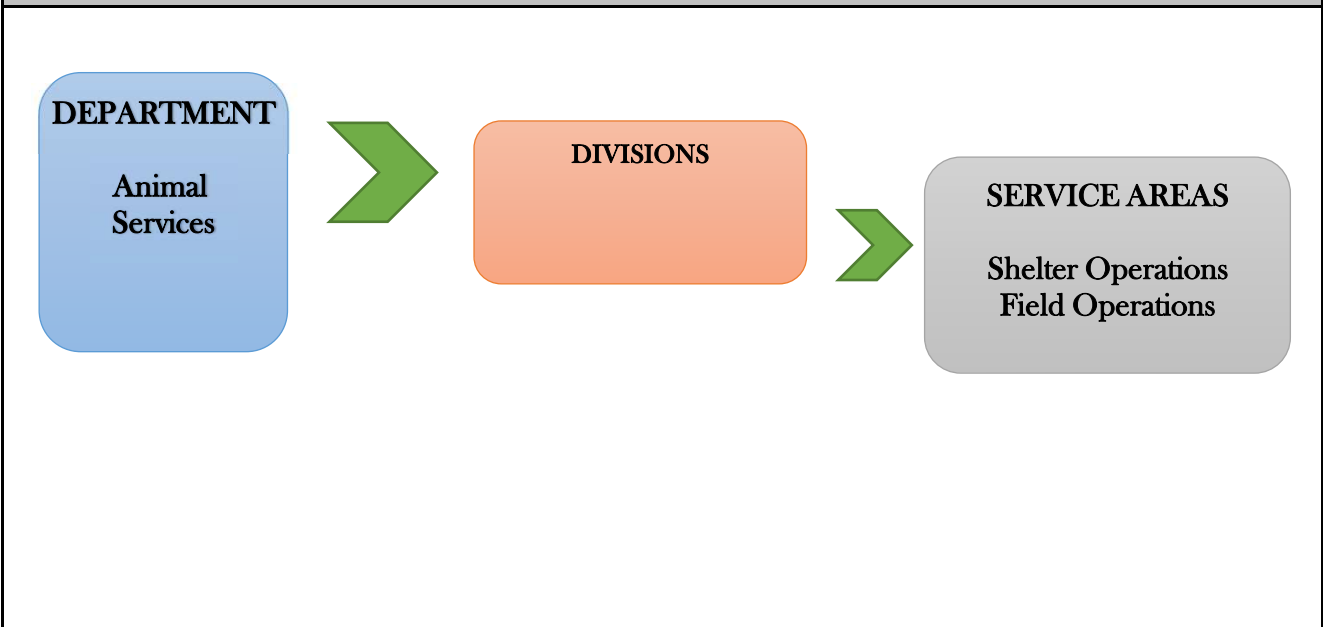 DEPARTMENT
Animal
Services
DIVISIONS
SERVICE AREAS
Shelter Operations
Field Operations